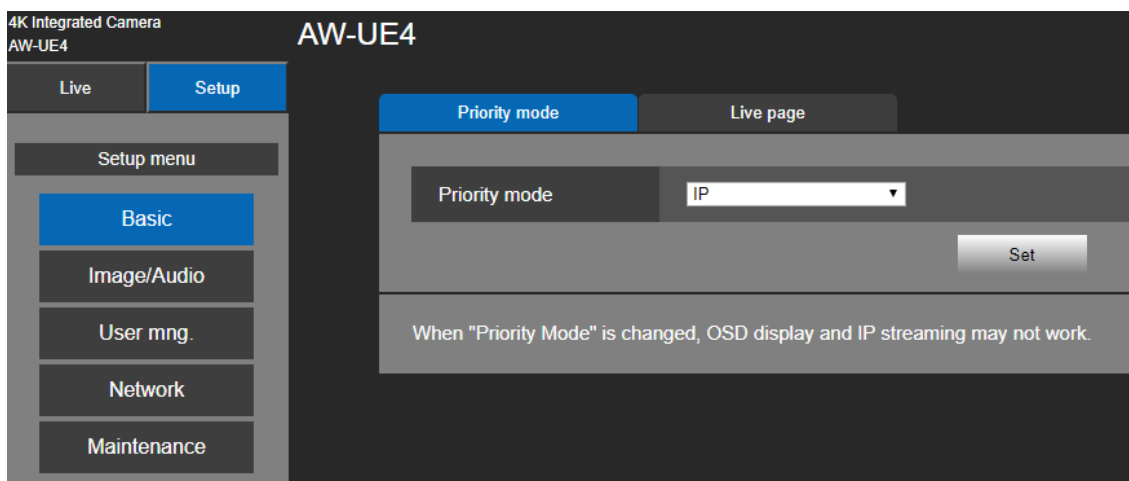 4K Integrated Camera
AW-UE4
AW-UE4
Live
Setup
Setup menu
Basic
Image/Audio
User mng.
Network
Maintenance
Priority mode
Live page
Priority mode
IP
Set
When "Priority Mode" is changed, OSD display and IP streaming may not work.